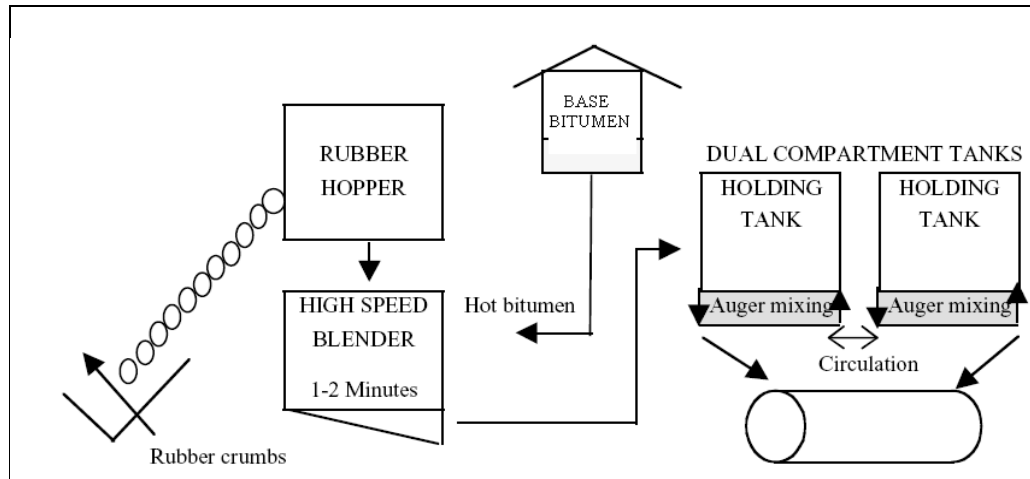 BASE
BITUMEN
RUBBER
HOPPER
DUAL COMPARTMENT TANKS
HOLDING
TANK
HOLDING
TANK
HIGH SPEED
BLENDER
1-2 Minutes
Hot bitumen
Auger mixing
Auger mixing
Circulation
Rubber crumbs